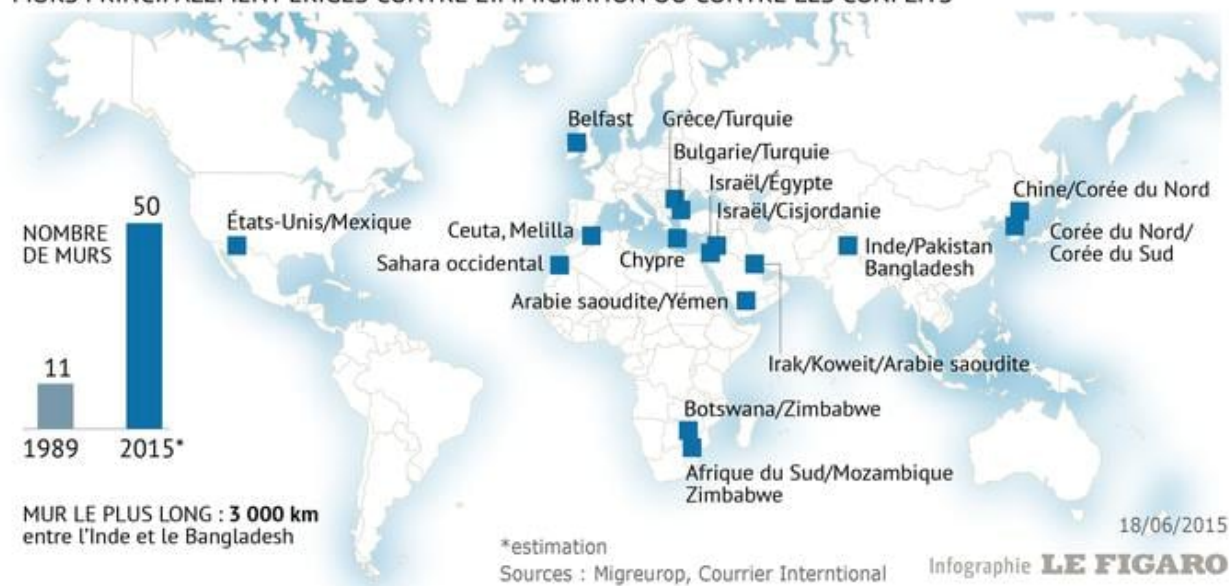 Belfast
Grèce/Turquie
Bulgarie/Turquie
Israël/Égypte
Israël/Cisjordanie
Chine/Corée du Nord
Corée du Nord/
Corée du Sud
États-Unis/Mexique
Ceuta, Melilla
Sahara occidental
Chypre
Inde/Pakistan
Bangladesh
Arabie saoudite/Yémen
Irak/Koweit/Arabie saoudite
Botswana/Zimbabwe
Afrique du Sud/Mozambique
Zimbabwe
NOMBRE
DE MURS
50
11
1989
2015*
MUR LE PLUS LONG : 3 000 km
entre l'Inde et le Bangladesh
*estimation
Sources : Migreurop, Courrier Interntional
18/06/2015
Infographie LE FIGARO